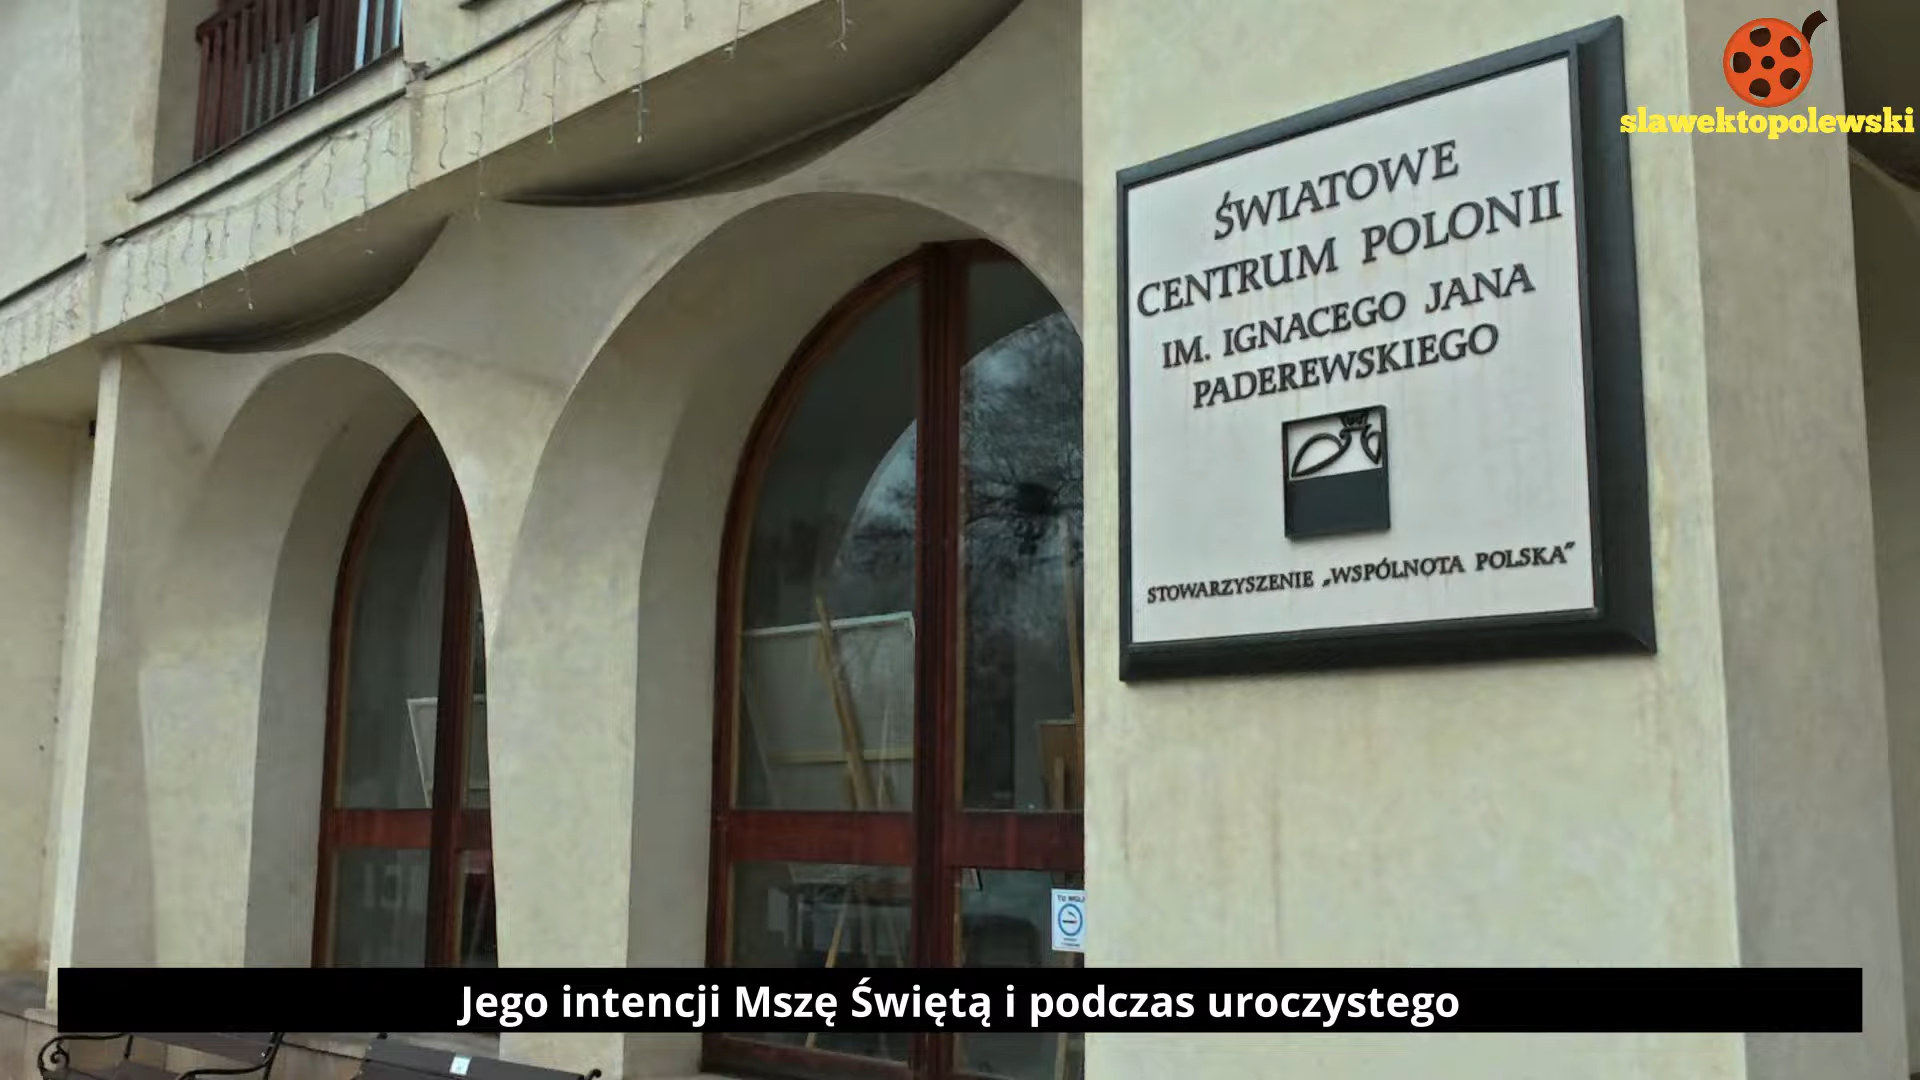 slawektopolewski
ŚWIATOWE
CENTRUM POLONII
IM. IGNACEGO JANA
PADEREWSKIEGO
STOWARZYSZENIE „WSPÓLNOTA POLSKA”
Jego intencji Mszę Świętą i podczas uroczystego